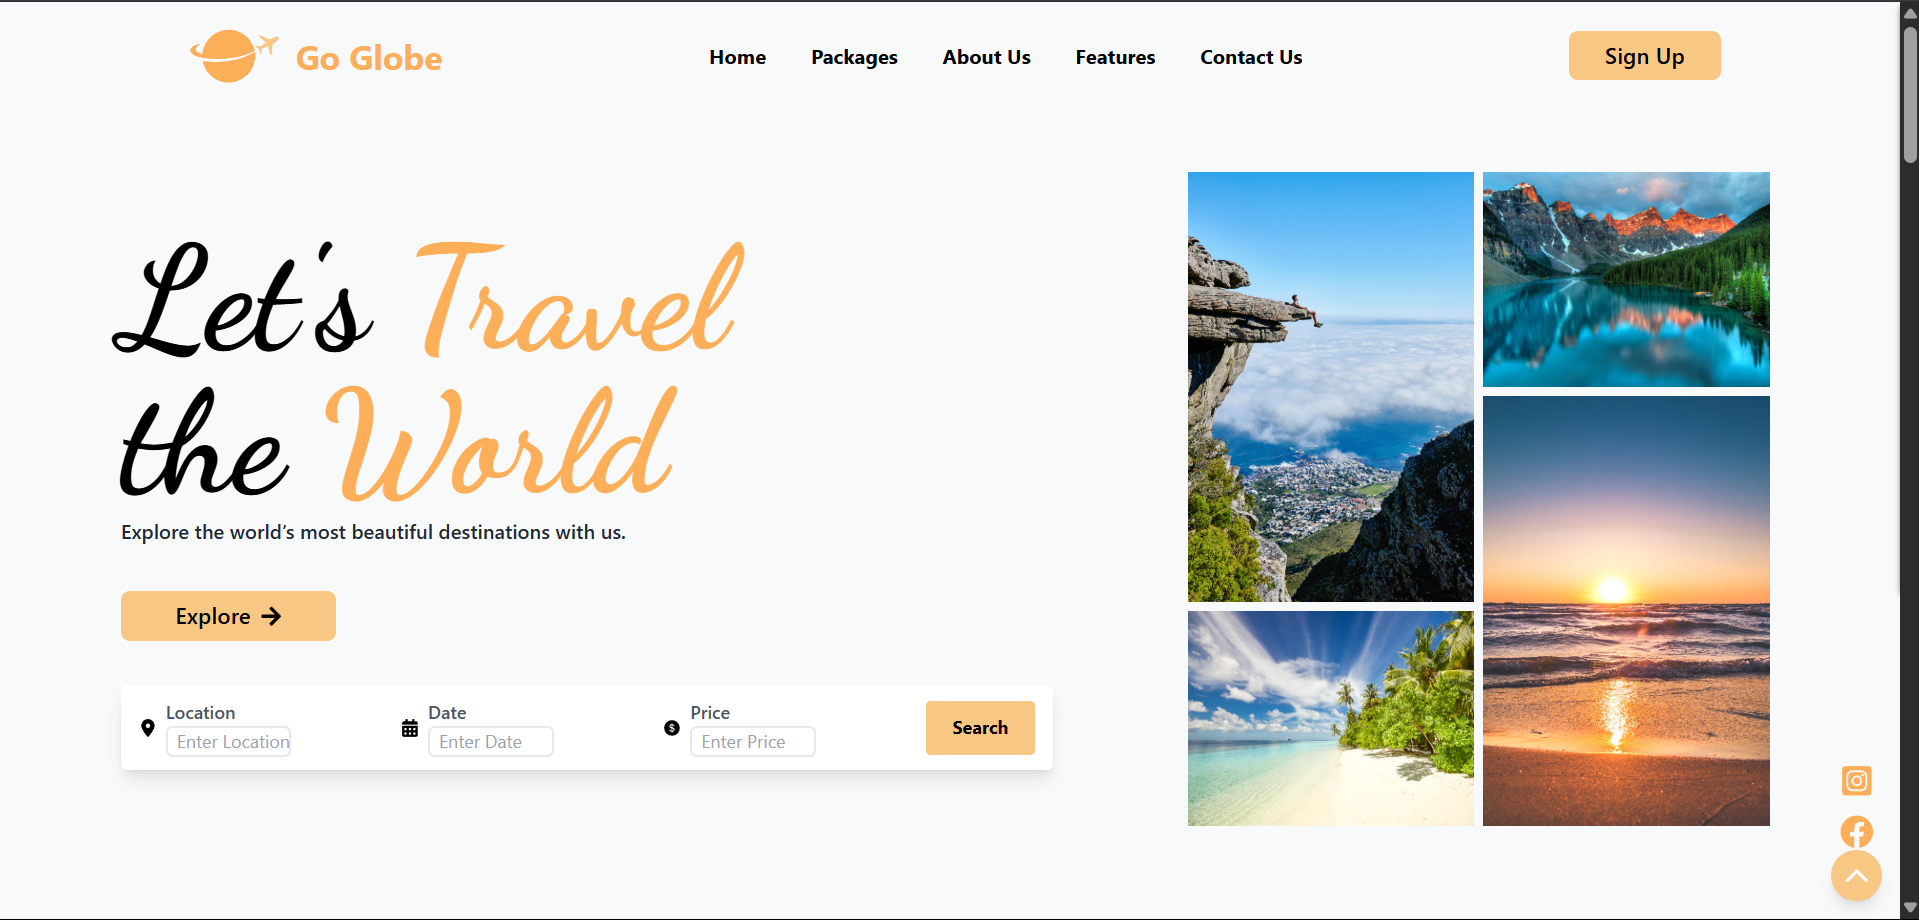 Go Globe
Home Packages About Us Features Contact Us
Sign Up
Let's Travel
the World
Explore the world’s most beautiful destinations with us.
Explore
Location Date Price
Enter Location Enter Date Enter Price
Search